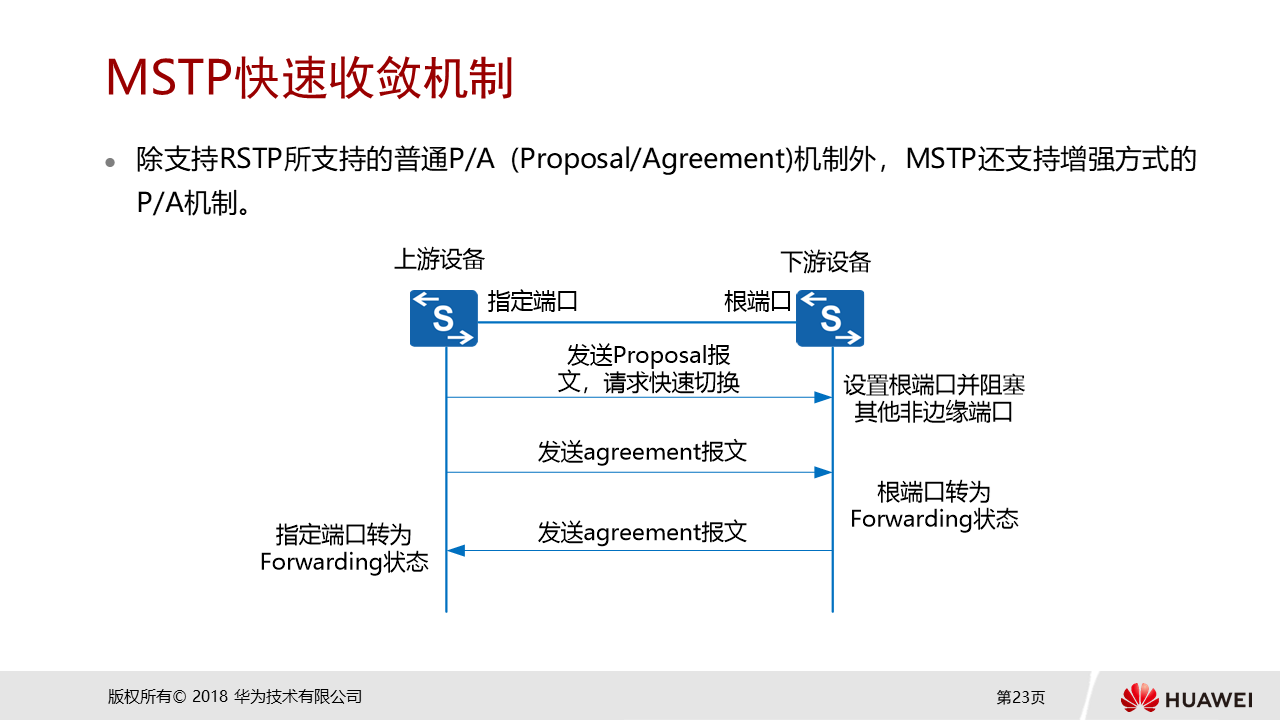 MSTP快速收敛机制
除支持RSTP所支持的普通P/A (Proposal/Agreement)机制外，MSTP还支持增强方式的
P/A机制。
上游设备
下游设备
S
指定端口
根端口
S
发送Proposal报
文，请求快速切换
设置根端口并阻塞
其他非边缘端口
发送agreement报文
根端口转为
Forwarding状态
指定端口转为
Forwarding状态
发送agreement报文
版权所有© 2018 华为技术有限公司
第23页
HUAWEI